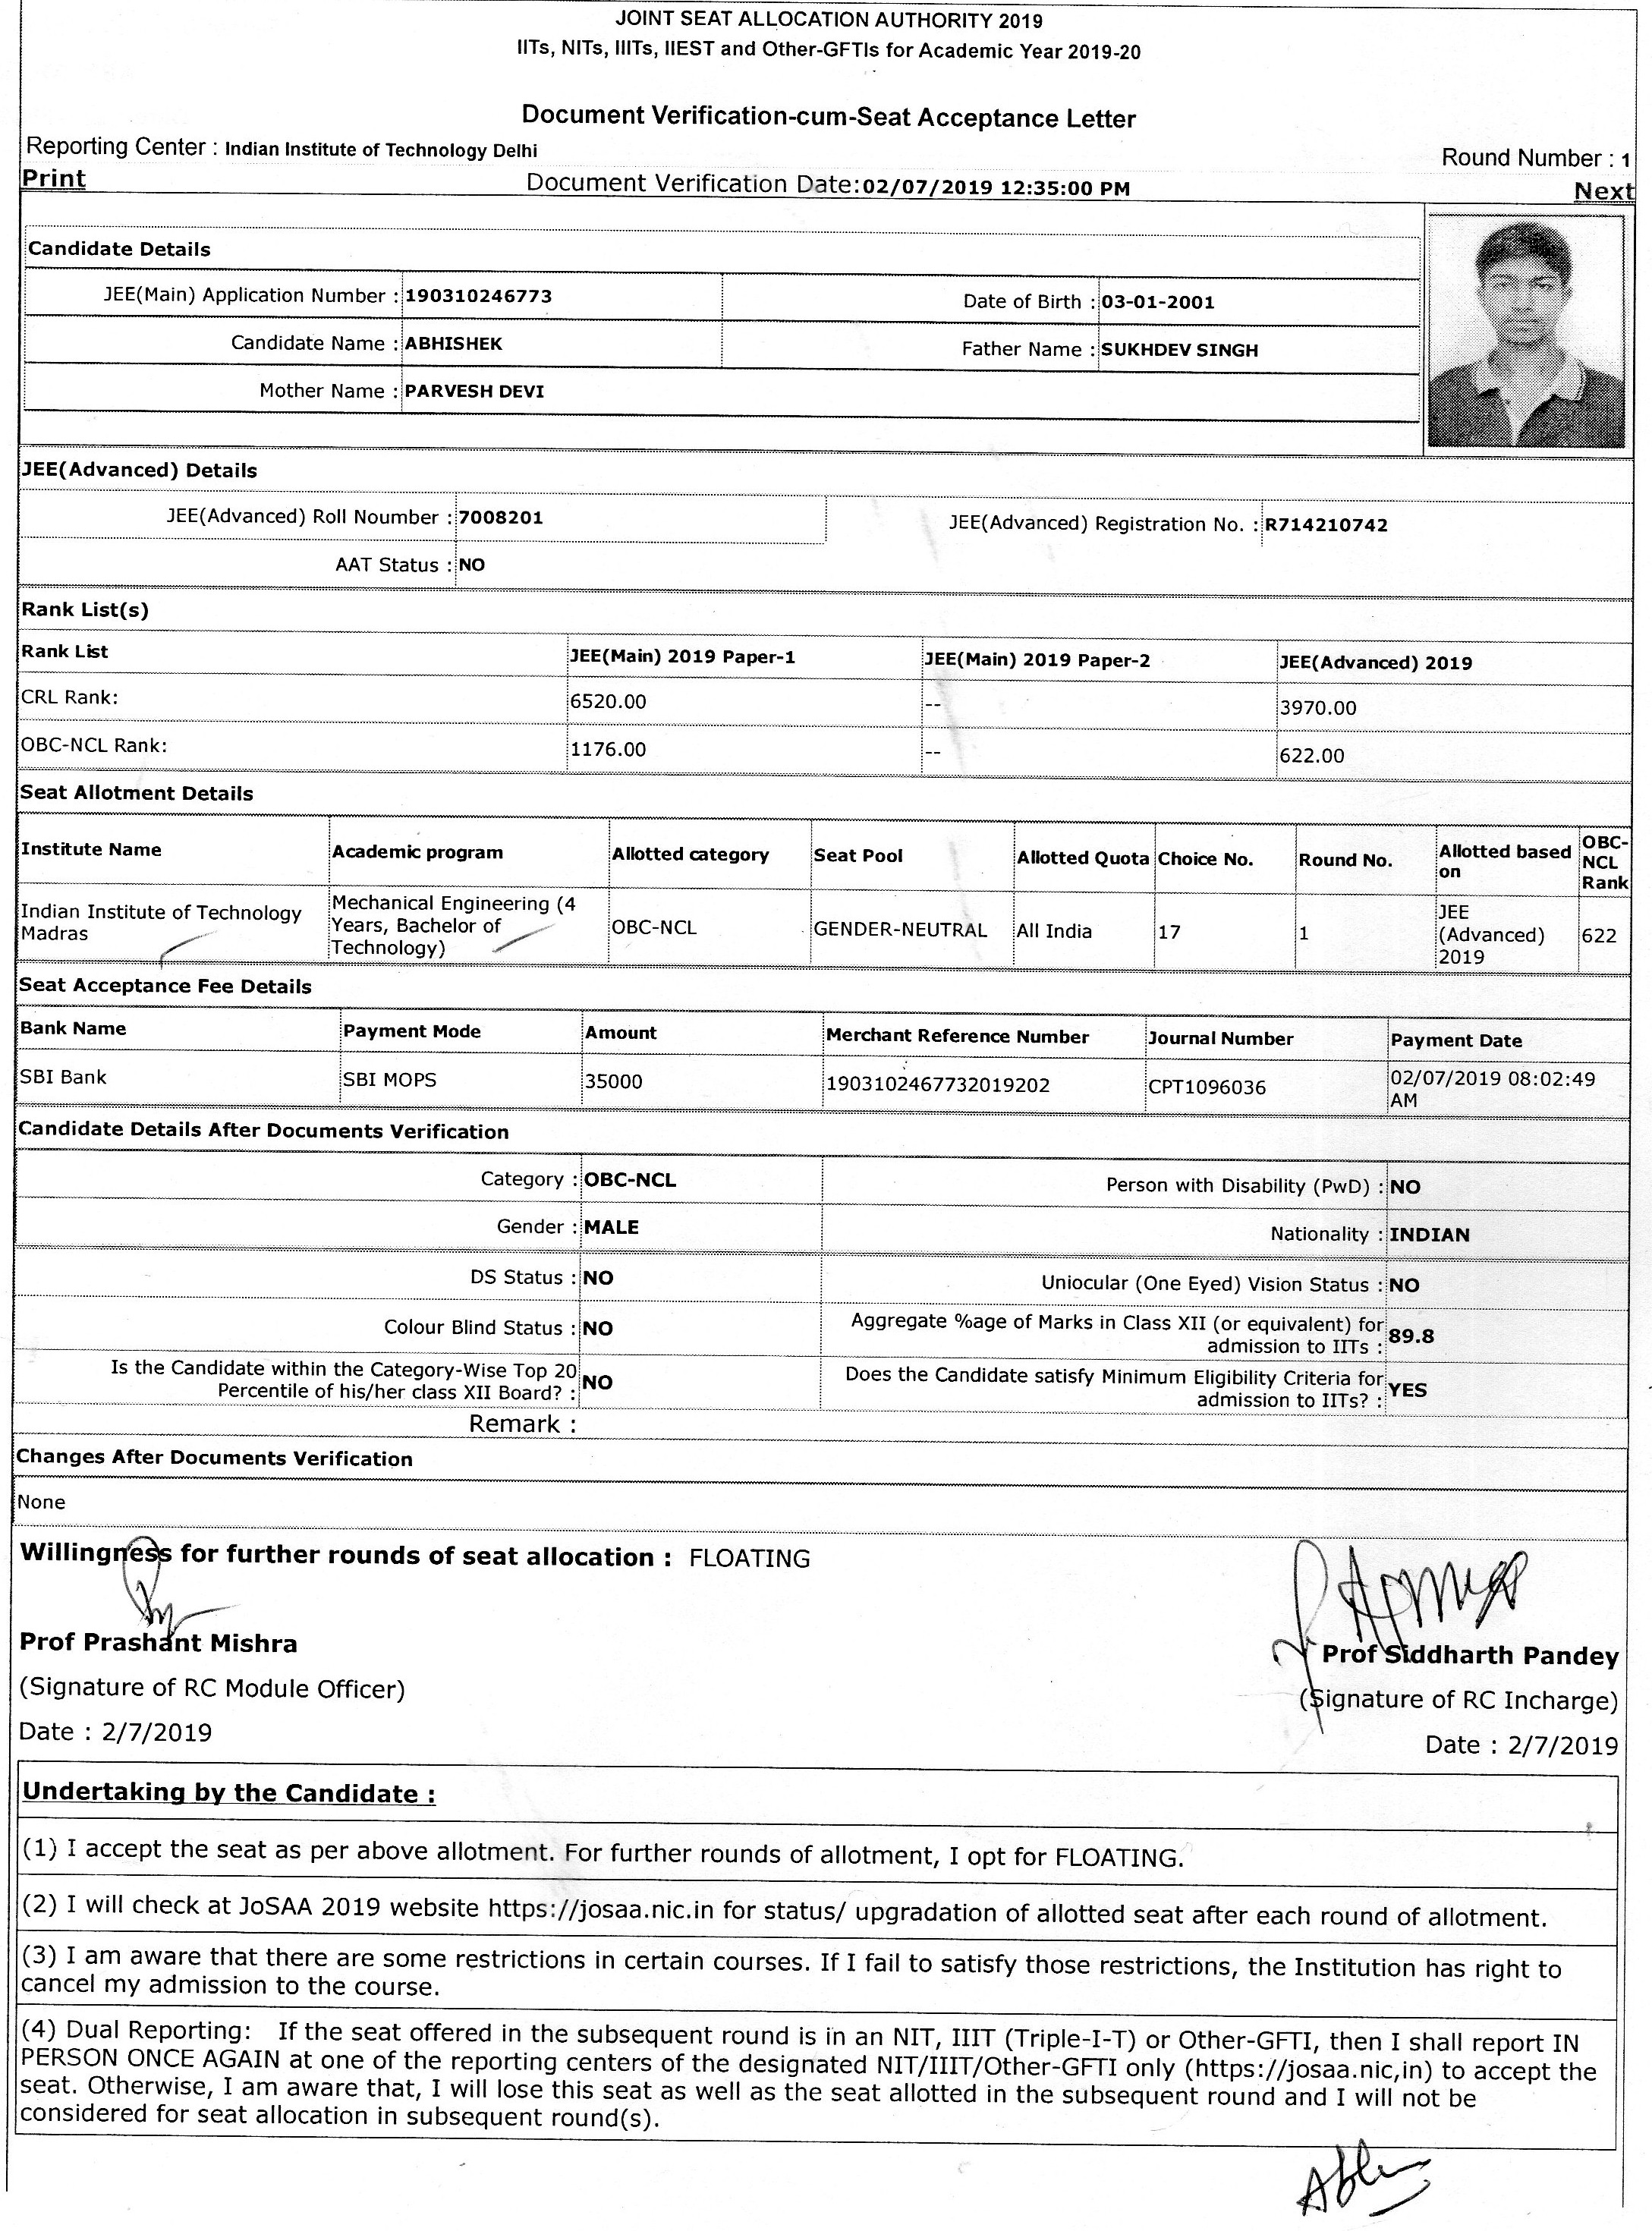 JOINT SEAT ALLOCATION AUTHORITY 2019
IITs, NITs, IIITs, IIEST and Other-GFTIs for Academic Year 2019-20
Document Verification-cum-Seat Acceptance Letter
Reporting Center : Indian Institute of Technology Delhi
Round Number : 1
Print
Document Verification Date:02/07/2019 12:35:00 PM
Next
Candidate Details
JEE(Main) Application Number : 190310246773
Date of Birth : 03-01-2001
Candidate Name : ABHISHEK
Father Name : SUKHDEV SINGH
Mother Name : PARVESH DEVI
JEE(Advanced) Details
JEE(Advanced) Roll Noumber : 7008201
JEE(Advanced) Registration No. : R714210742
AAT Status : NO
Rank List(s)
Rank List JEE(Main) 2019 Paper-1 JEE(Main) 2019 Paper-2 JEE(Advanced) 2019
CRL Rank: 6520.00 -- 3970.00
OBC-NCL Rank: 1176.00 -- 622.00
Seat Allotment Details
Institute Name
Academic program
Allotted category
Seat Pool
Allotted Quota
Choice No.
Round No.
Allotted based
on
OBC-
NCL
Rank
Indian Institute of Technology
Madras
Mechanical Engineering (4
Years, Bachelor of
Technology)
OBC-NCL
GENDER-NEUTRAL
All India
17
1
JEE
(Advanced)
2019
622
Seat Acceptance Fee Details
Bank Name Payment Mode Amount Merchant Reference Number Journal Number Payment Date
SBI Bank SBI MOPS 35000 1903102467732019202 CPT1096036 02/07/2019 08:02:49
AM
Candidate Details After Documents Verification
Category : OBC-NCL
Person with Disability (PwD) : NO
Gender : MALE
Nationality : INDIAN
DS Status : NO
Uniocular (One Eyed) Vision Status : NO
Colour Blind Status : NO
Aggregate %age of Marks in Class XII (or equivalent) for
admission to IITs : 89.8
Is the Candidate within the Category-Wise Top 20
Percentile of his/her class XII Board? : NO
Does the Candidate satisfy Minimum Eligibility Criteria for
admission to IITs? : YES
Remark :
Changes After Documents Verification
None
Willingness for further rounds of seat allocation : FLOATING
Prof Prashant Mishra
Prof Siddharth Pandey
(Signature of RC Module Officer)
(Signature of RC Incharge)
Date : 2/7/2019
Date : 2/7/2019
Undertaking by the Candidate :
(1) I accept the seat as per above allotment. For further rounds of allotment, I opt for FLOATING.
(2) I will check at JoSAA 2019 website https://josaa.nic.in for status/ upgradation of allotted seat after each round of allotment.
(3) I am aware that there are some restrictions in certain courses. If I fail to satisfy those restrictions, the Institution has right to
cancel my admission to the course.
(4) Dual Reporting: If the seat offered in the subsequent round is in an NIT, IIIT (Triple-I-T) or Other-GFTI, then I shall report IN
PERSON ONCE AGAIN at one of the reporting centers of the designated NIT/IIIT/Other-GFTI only (https://josaa.nic,in) to accept the
seat. Otherwise, I am aware that, I will lose this seat as well as the seat allotted in the subsequent round and I will not be
considered for seat allocation in subsequent round(s).